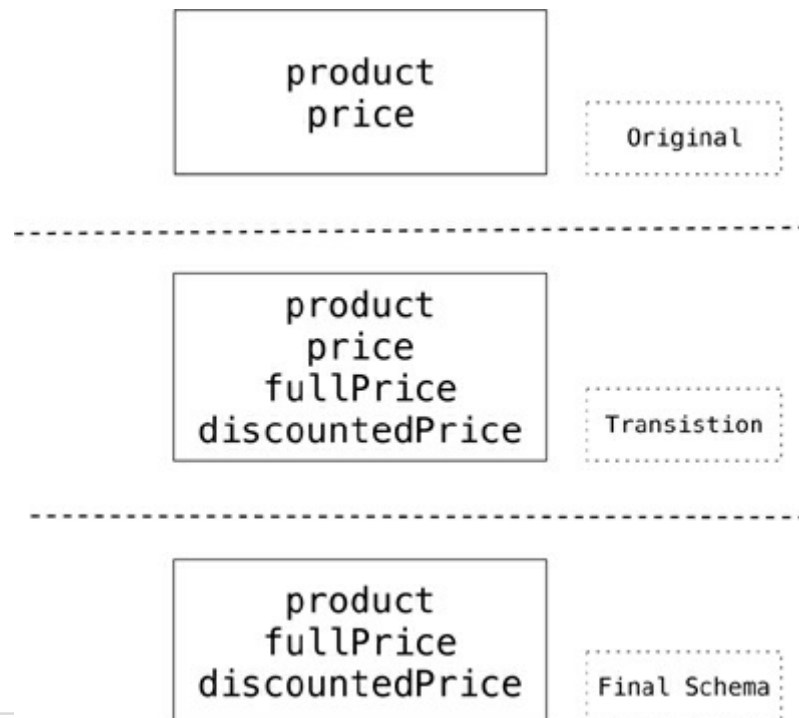 product
price
Original
product
price
fullPrice
discountedPrice
Transistion
product
fullPrice
discountedPrice
Final Schema